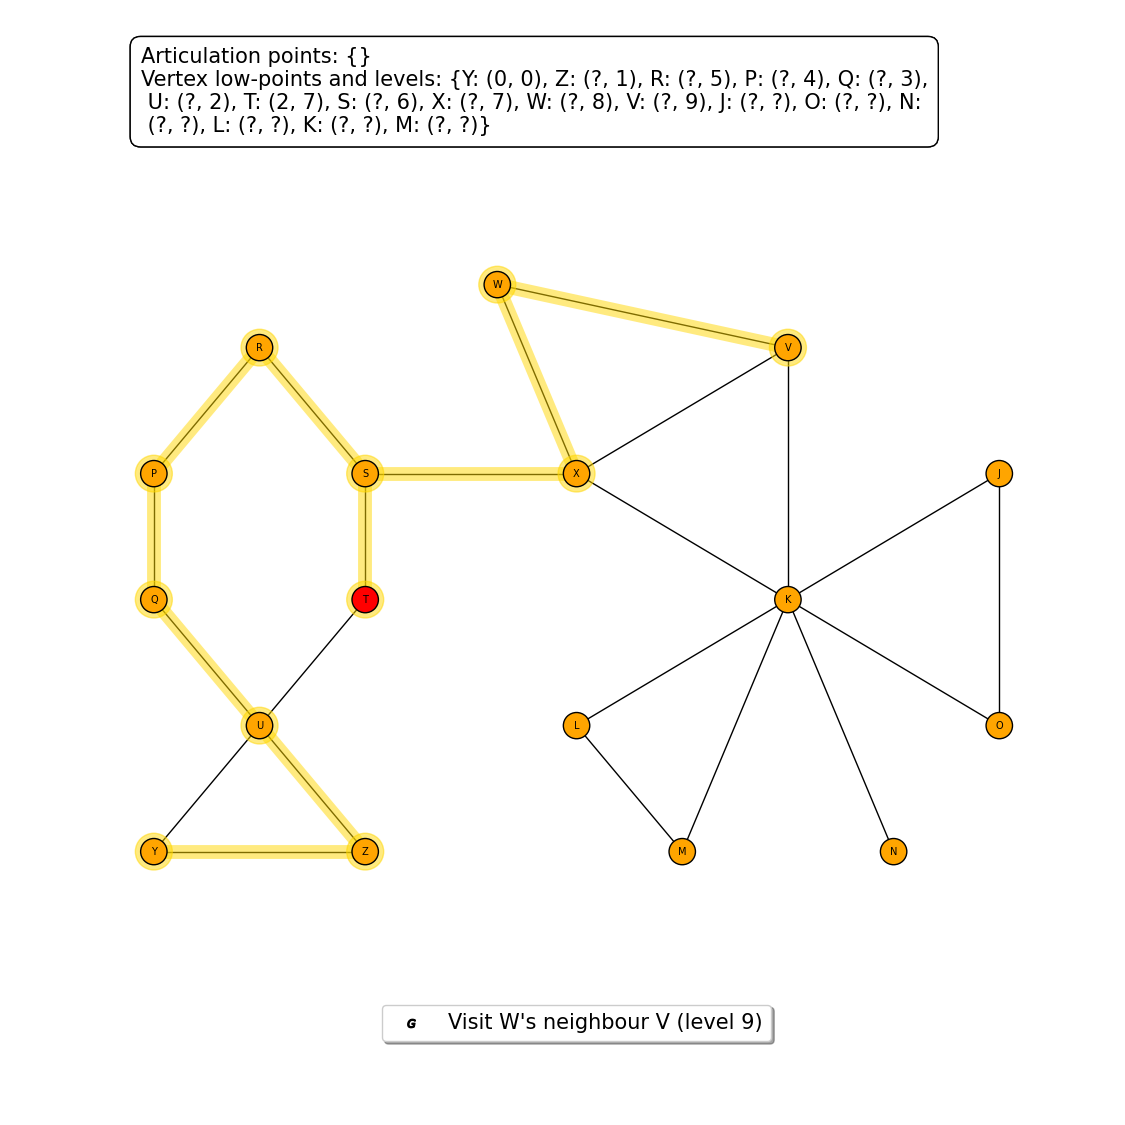 Articulation points: {}
Vertex low-points and levels: {Y: (0, 0), Z: (?, 1), R: (?, 5), P: (?, 4), Q: (?, 3),
U: (?, 2), T: (2, 7), S: (?, 6), X: (?, 7), W: (?, 8), V: (?, 9), J: (?, ?), O: (?, ?), N:
(?, ?), L: (?, ?), K: (?, ?), M: (?, ?)}
W
R
V
P
S
X
J
Q
T
K
U
L
O
Y
Z
M
N
G Visit W's neighbour V (level 9)